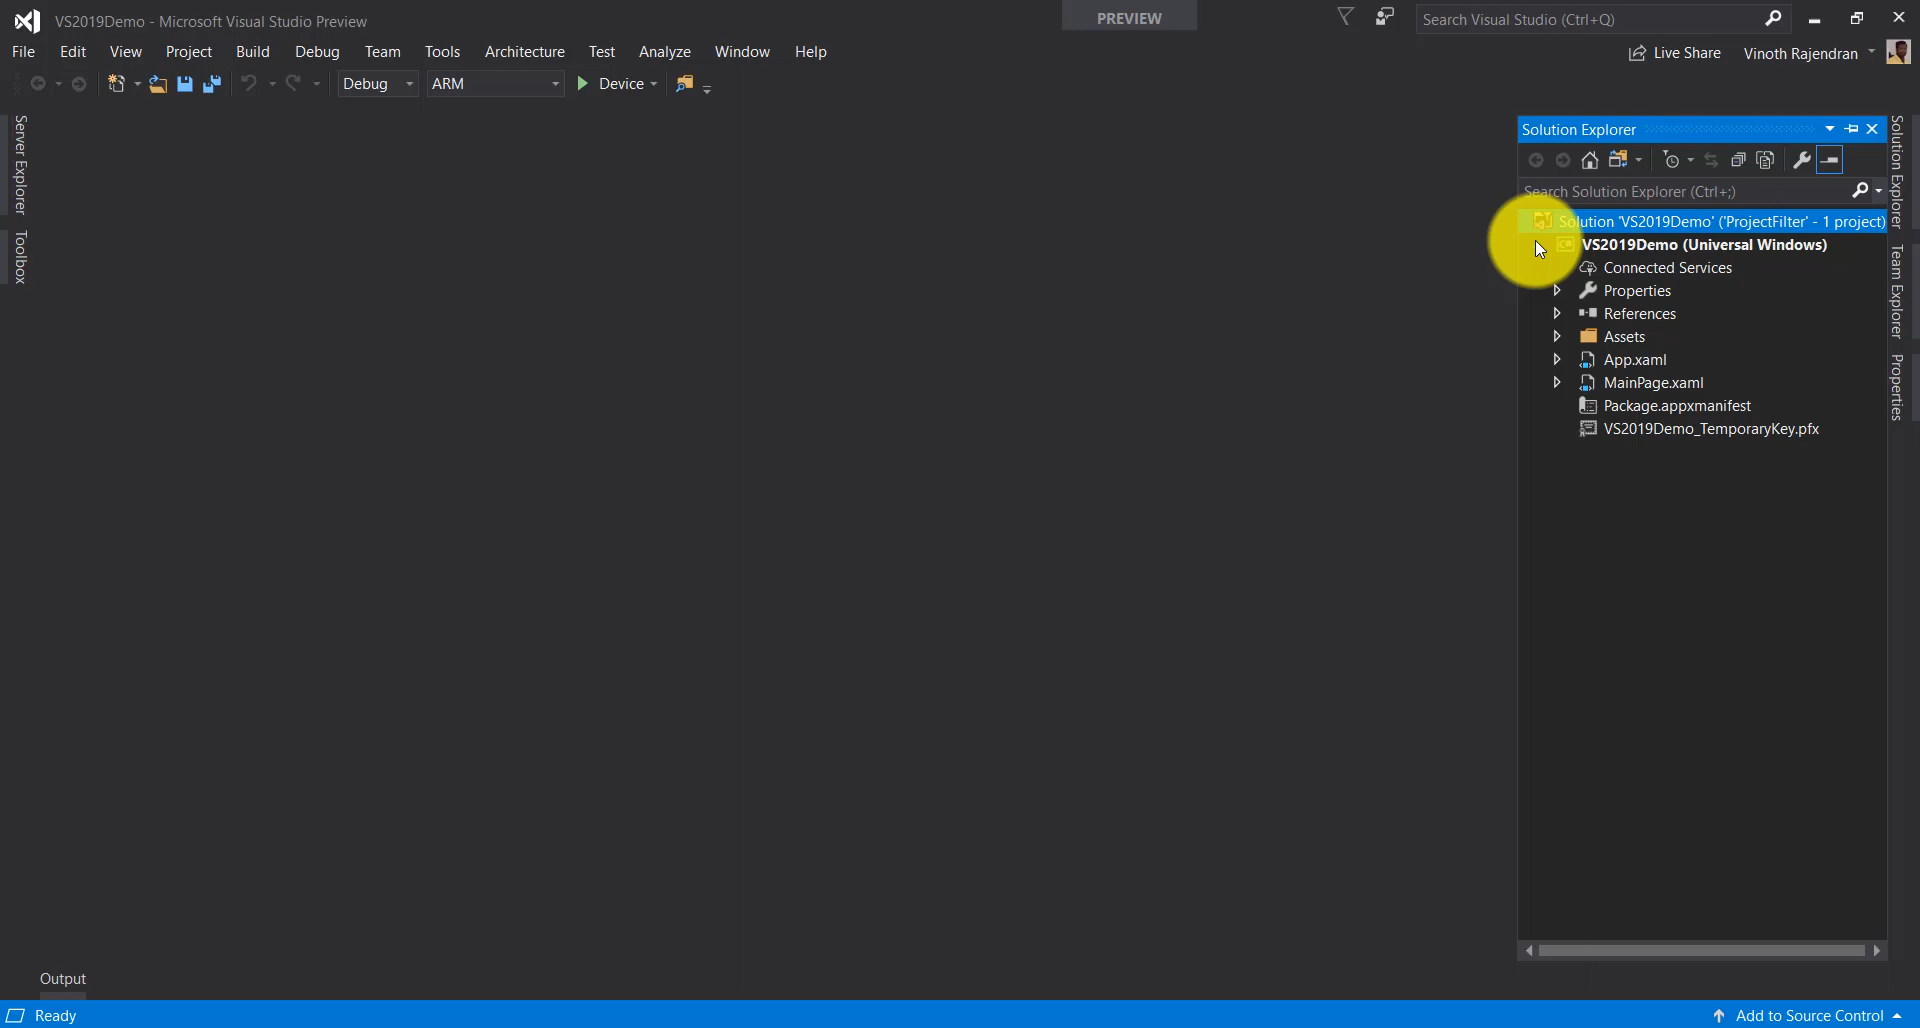 VS2019Demo - Microsoft Visual Studio Preview
PREVIEW
Search Visual Studio (Ctrl+Q)
File Edit View Project Build Debug Team Tools Architecture Test Analyze Window Help
Live Share Vinoth Rajendran
Debug ARM Device
Server Explorer
Toolbox
Solution Explorer
Search Solution Explorer (Ctrl+;)
Solution 'VS2019Demo' ('ProjectFilter' - 1 project)
VS2019Demo (Universal Windows)
Connected Services
Properties
References
Assets
App.xaml
MainPage.xaml
Package.appxmanifest
VS2019Demo_TemporaryKey.pfx
Solution Explorer
Team Explorer
Properties
Output
Ready
Add to Source Control